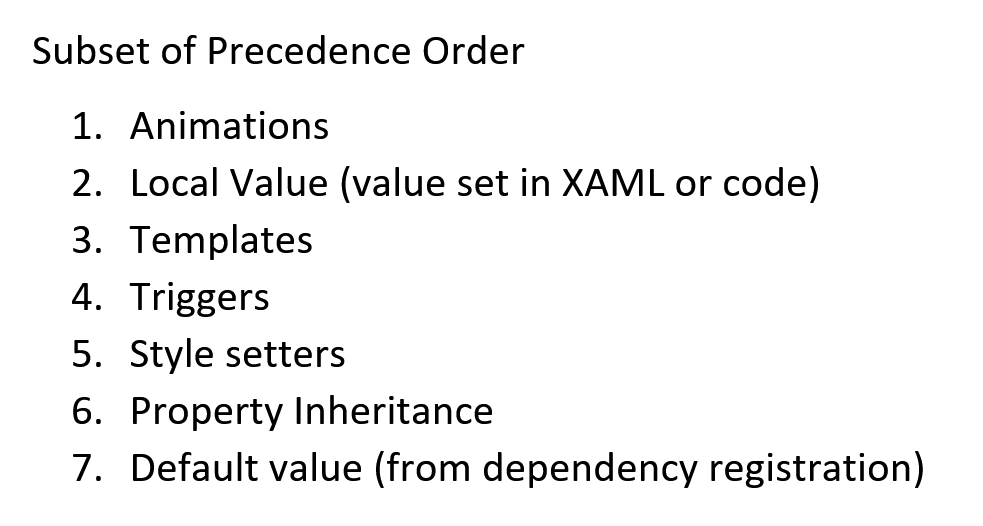 Subset of Precedence Order
1. Animations
2. Local Value (value set in XAML or code)
3. Templates
4. Triggers
5. Style setters
6. Property Inheritance
7. Default value (from dependency registration)